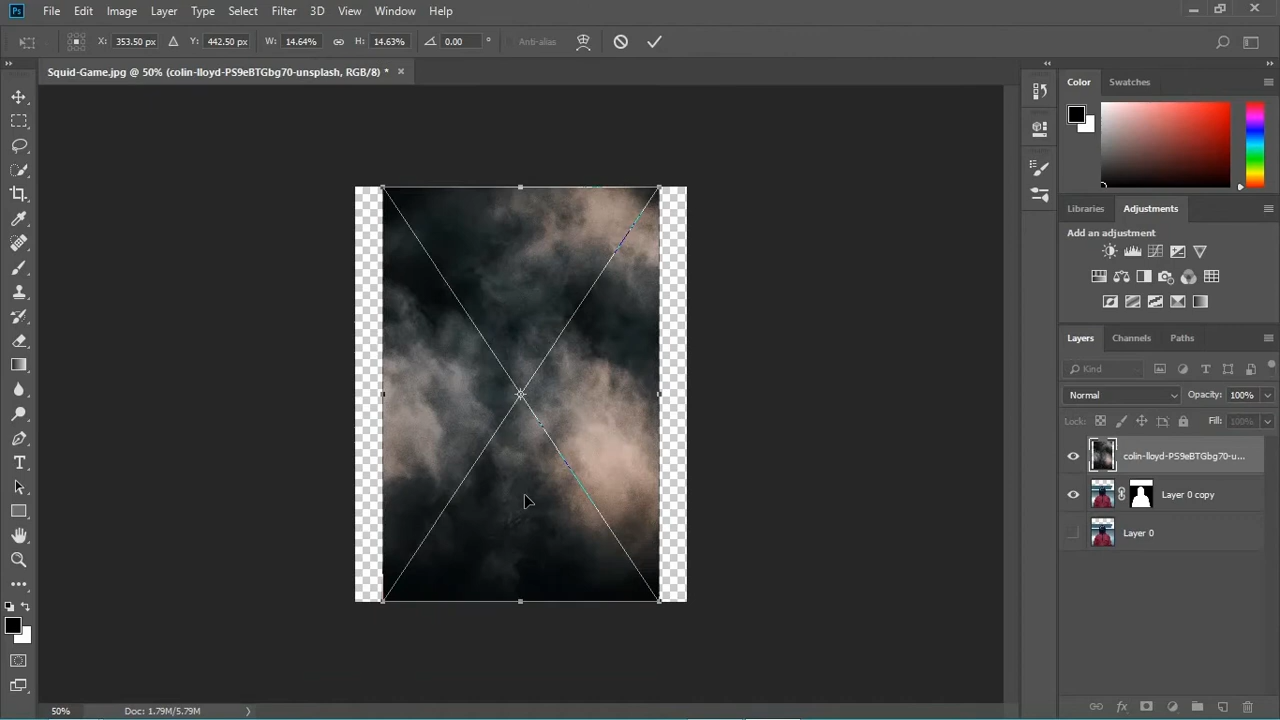 Ps File Edit Image Layer Type Select Filter 3D View Window Help
X: 353.50 px Y: 442.50 px W: 14.64% H: 14.63% 0.00 ° Anti-alias
Squid-Game.jpg @ 50% (colin-lloyd-PS9eBTGbg70-unsplash, RGB/8) * ×
Color Swatches
Libraries Adjustments
Add an adjustment
Layers Channels Paths
Kind
Normal Opacity: 100%
Lock: Fill: 100%
colin-lloyd-PS9eBTGbg70-u...
Layer 0 copy
Layer 0
50% Doc: 1.79M/5.79M